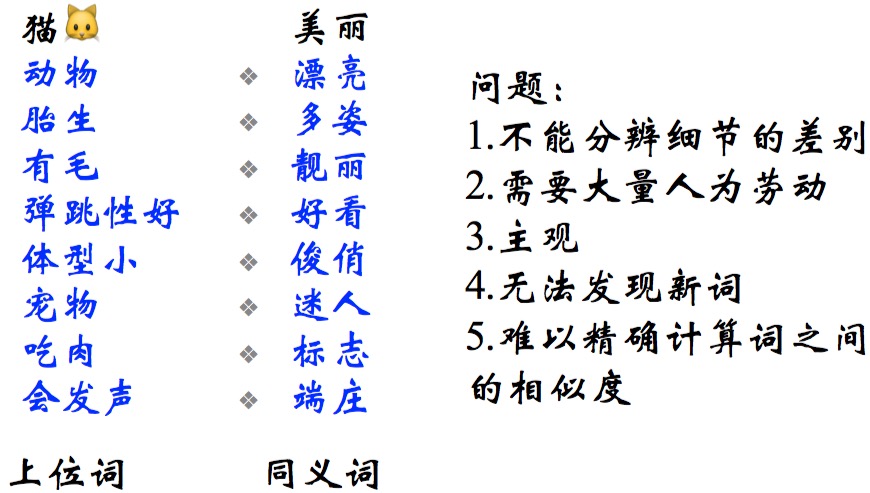 猫🐱
动物
胎生
有毛
弹跳性好
体型小
宠物
吃肉
会发声
上位词
美丽
❖ 漂亮
❖ 多姿
❖ 靓丽
❖ 好看
❖ 俊俏
❖ 迷人
❖ 标志
❖ 端庄
同义词
问题：
1.不能分辨细节的差别
2.需要大量人为劳动
3.主观
4.无法发现新词
5.难以精确计算词之间
的相似度